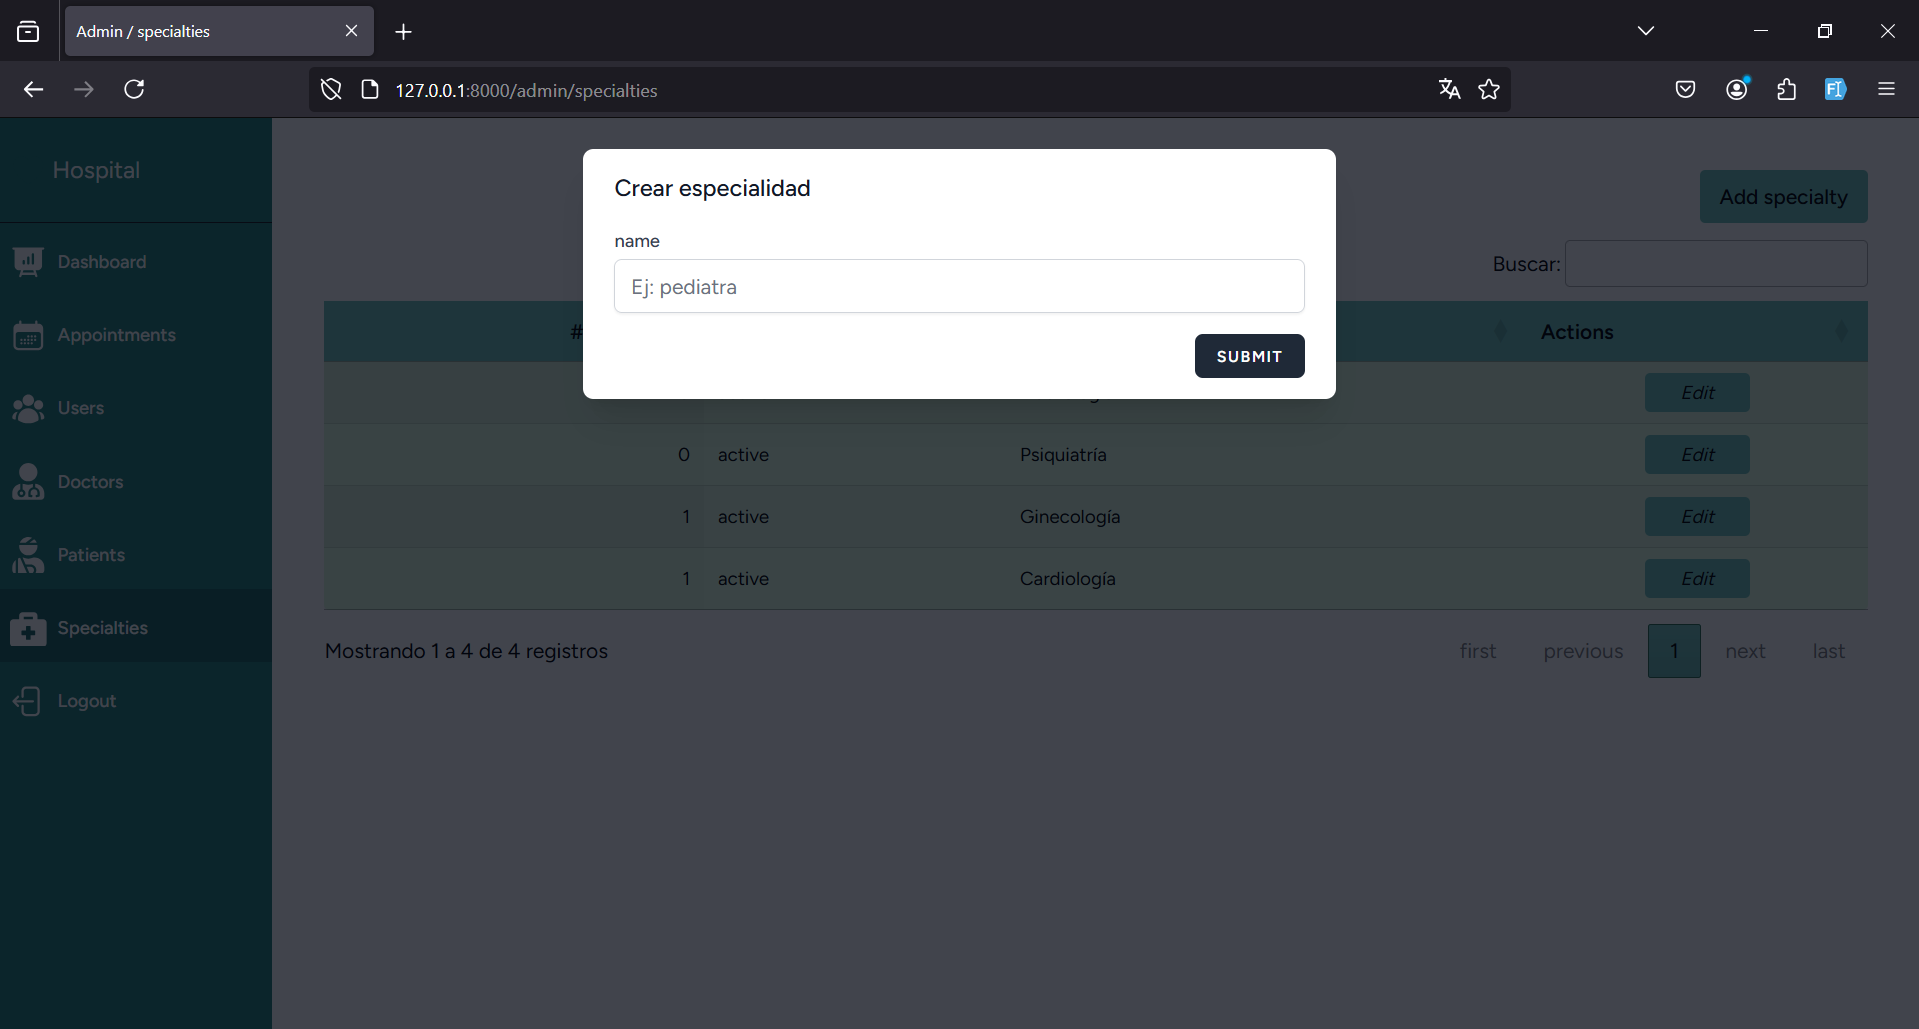 Admin / specialties
127.0.0.1:8000/admin/specialties
Hospital
Dashboard
Appointments
Users
Doctors
Patients
Specialties
Logout
Crear especialidad
name
Ej: pediatra
SUBMIT
Add specialty
Buscar:
# Actions
Edit
0 active Psiquiatría Edit
1 active Ginecología Edit
1 active Cardiología Edit
Mostrando 1 a 4 de 4 registros
first previous 1 next last